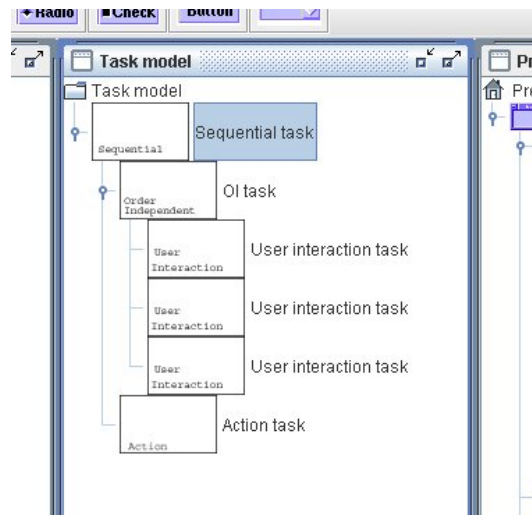 Radio
Check
Button
Task model
Pr
Task model
Pre
Sequential
Sequential task
Order
Independent
OI task
User
Interaction
User interaction task
User
Interaction
User interaction task
User
Interaction
User interaction task
Action
Action task